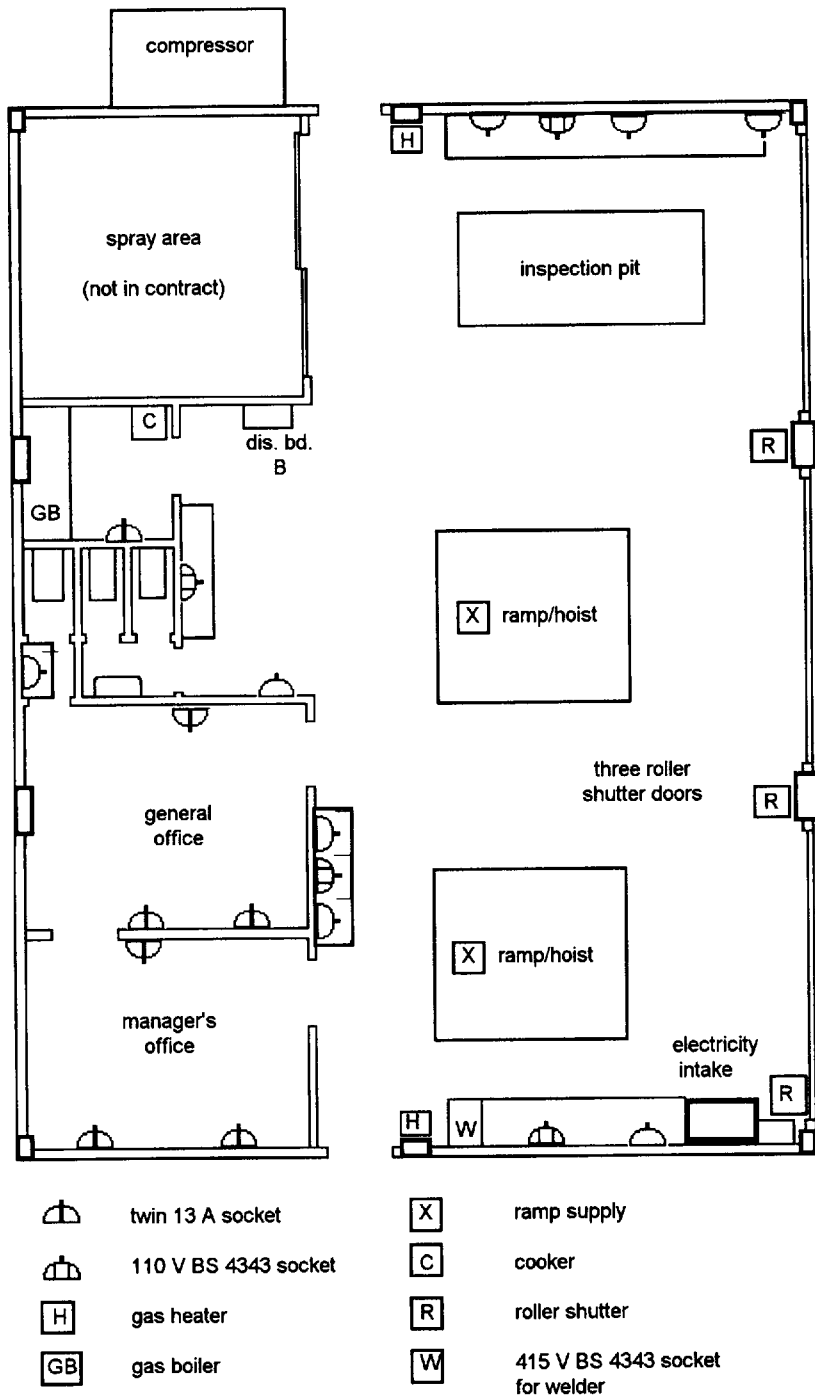 compressor
H
spray area
(not in contract)
inspection pit
C
dis. bd.
B
R
GB
X
ramp/hoist
three roller
shutter doors
R
general
office
X
ramp/hoist
manager's
office
electricity
intake
R
H
W
twin 13 A socket
110 V BS 4343 socket
H
gas heater
GB
gas boiler
X
ramp supply
C
cooker
R
roller shutter
W
415 V BS 4343 socket
for welder